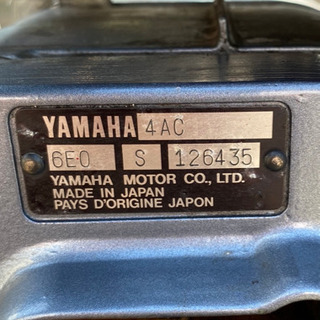 YAMAHA 4AC
6E0 S 126435
YAMAHA MOTOR CO., LTD.
MADE IN JAPAN
PAYS D'ORIGINE JAPON